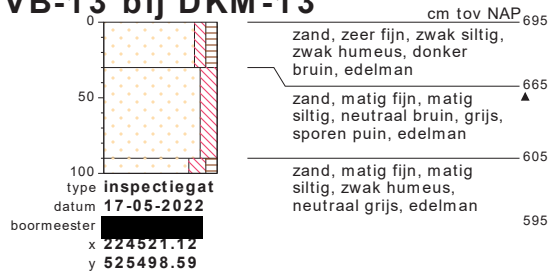 VB-13 bij DKM-13
cm tov NAP
0
695
zand, zeer fijn, zwak siltig,
zwak humeus, donker
bruin, edelman
665
50
zand, matig fijn, matig
siltig, neutraal bruin, grijs,
sporen puin, edelman
605
100
zand, matig fijn, matig
siltig, zwak humeus,
neutraal grijs, edelman
595
type inspectiegat
datum 17-05-2022
boormeester
x 224521.12
y 525498.59